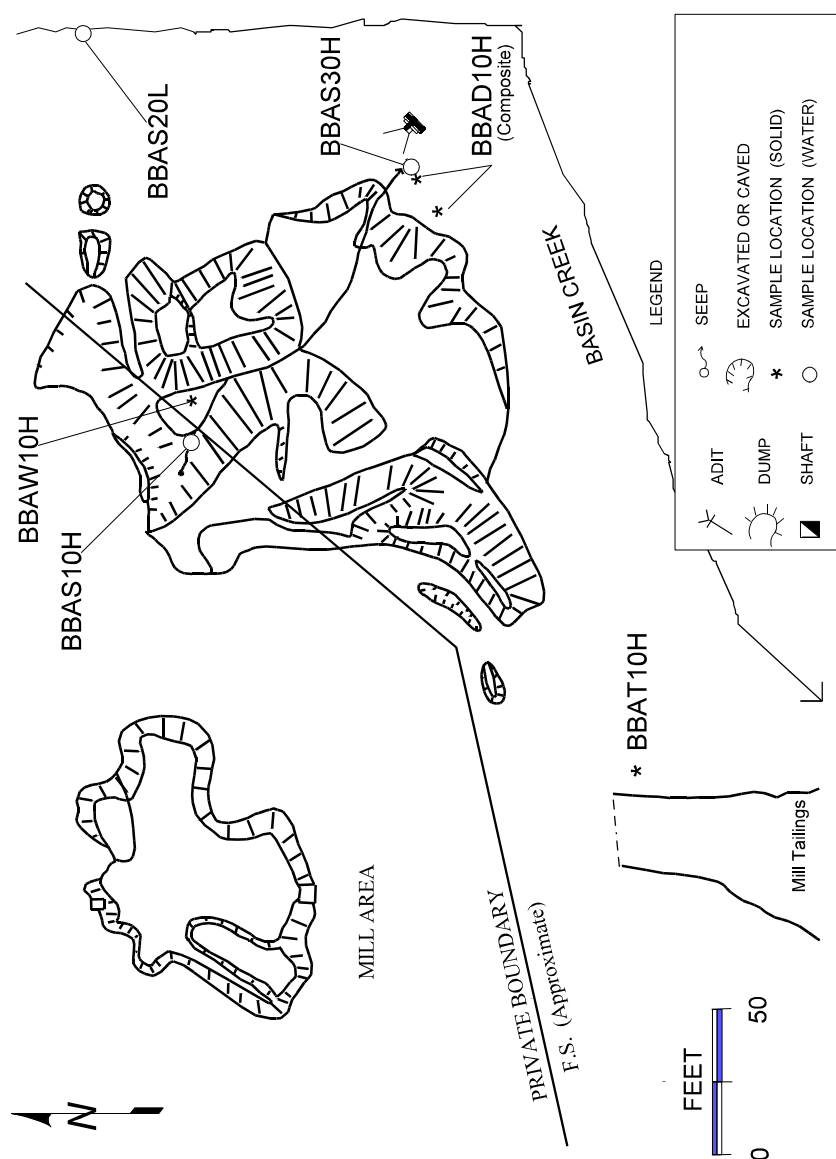 BBAS20L
BBAS30H
BBAD10H
(Composite)
BBAW10H
BBAS10H
BASIN CREEK
LEGEND
SEEP
EXCAVATED OR CAVED
SAMPLE LOCATION (SOLID)
SAMPLE LOCATION (WATER)
ADIT
DUMP
SHAFT
* BBAT10H
Mill Tailings
MILL AREA
PRIVATE BOUNDARY
F.S. (Approximate)
N
FEET
0
50